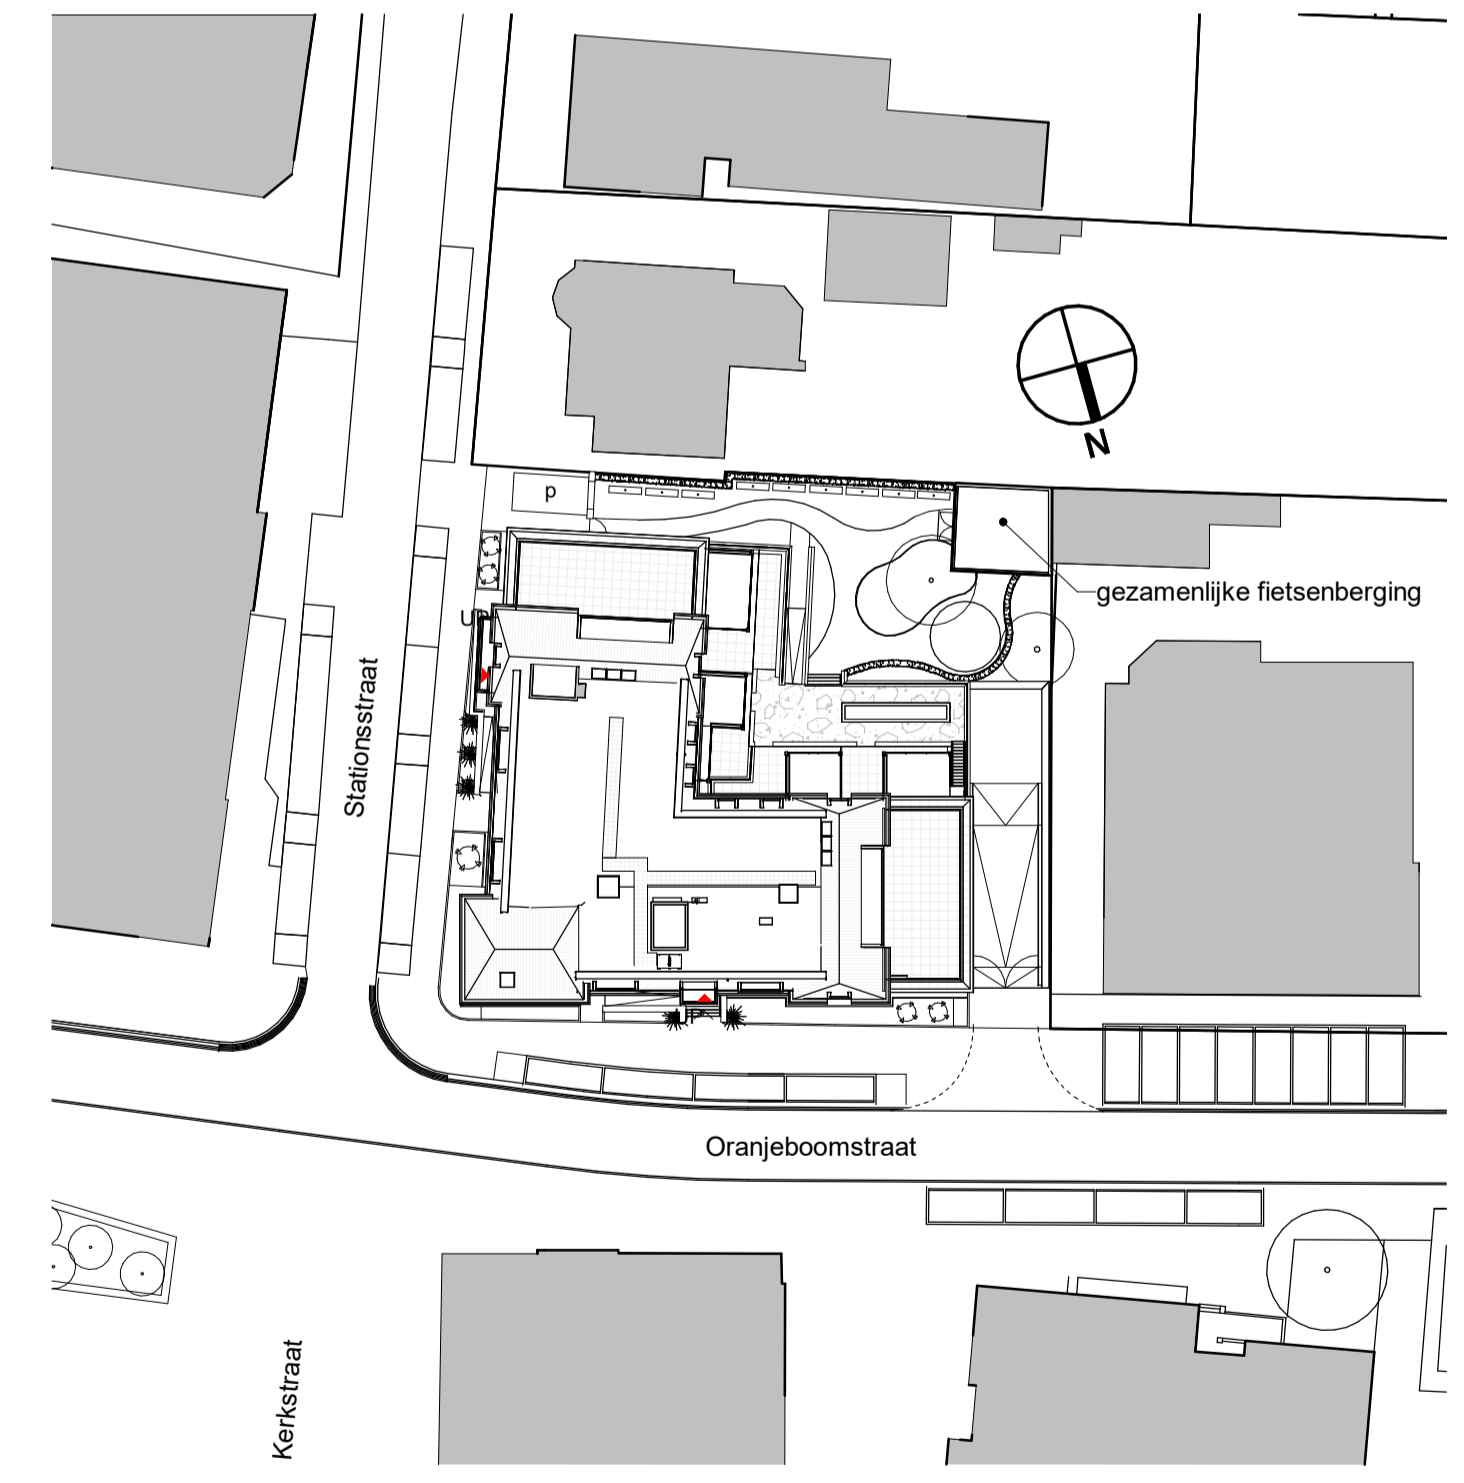 N
p
gezamenlijke fietsenberging
Stationsstraat
Oranjeboomstraat
Kerkstraat